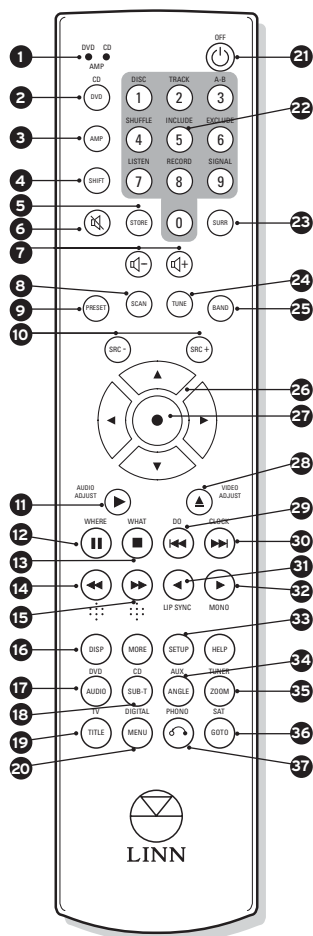 OFF
DVD CD
AMP
1
21
CD
DISC TRACK A-B
2 DVD 1 2 3
22
SHUFFLE INCLUDE EXCLUDE
3 AMP 4 5 6
LISTEN RECORD SIGNAL
4 SHIFT 7 8 9
5
6 STORE 0 SURR 23
7
24
8 SCAN TUNE
9 PRESET BAND 25
10
SRC - SRC +
26
27
28
AUDIO ADJUST
VIDEO ADJUST
11
29
WHERE WHAT DO CLOCK
12 30
13
31
14
32
15 LIP SYNC MONO
33
16 DISP MORE SETUP HELP
34
DVD CD AUX TUNER
17 AUDIO SUB-T ANGLE ZOOM 35
18
TV DIGITAL PHONO SAT
19 TITLE MENU GOTO 36
20
37
LINN